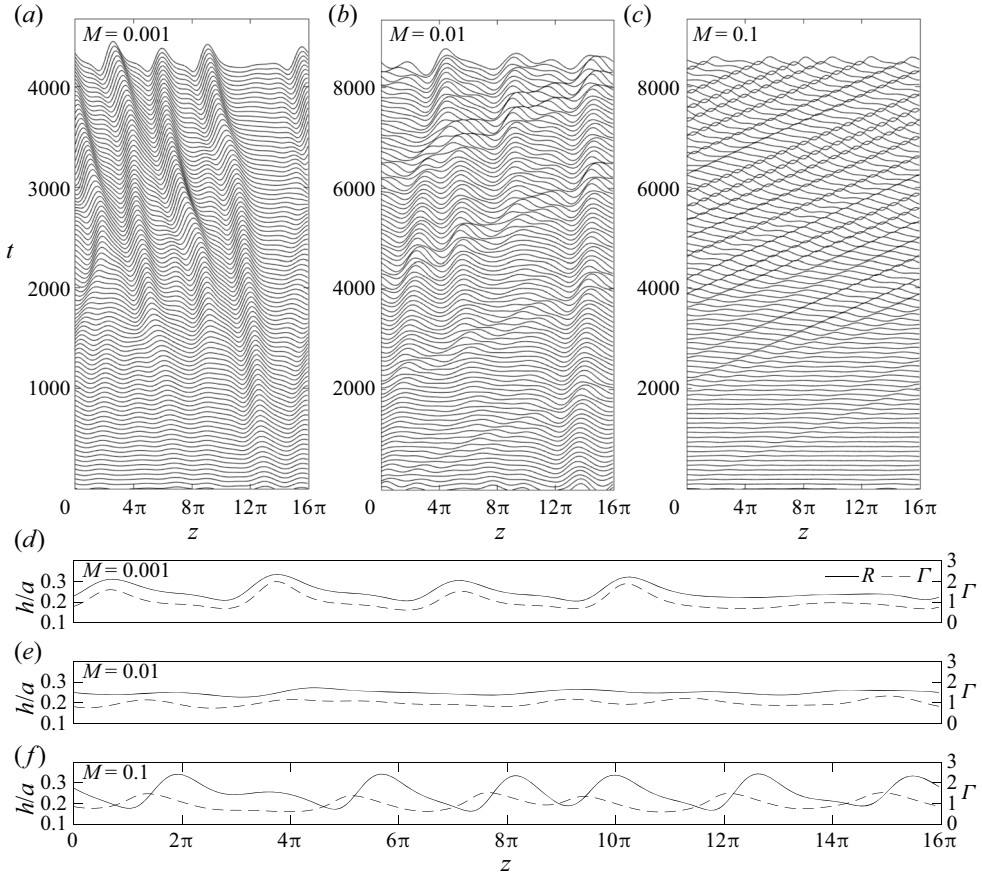 (a) (b) (c)
M = 0.001 M = 0.01 M = 0.1
4000 8000 8000
3000 6000 6000
t
2000 4000 4000
1000 2000 2000
0 4π 8π 12π 16π 0 4π 8π 12π 16π 0 4π 8π 12π 16π
z z z
(d)
M = 0.001 R Γ
h/a 0.3 0.2 0.1
3 2 1 0 Γ
(e)
M = 0.01
h/a 0.3 0.2 0.1
3 2 1 0 Γ
(f)
M = 0.1
h/a 0.3 0.2 0.1
3 2 1 0 Γ
0 2π 4π 6π 8π 10π 12π 14π 16π
z